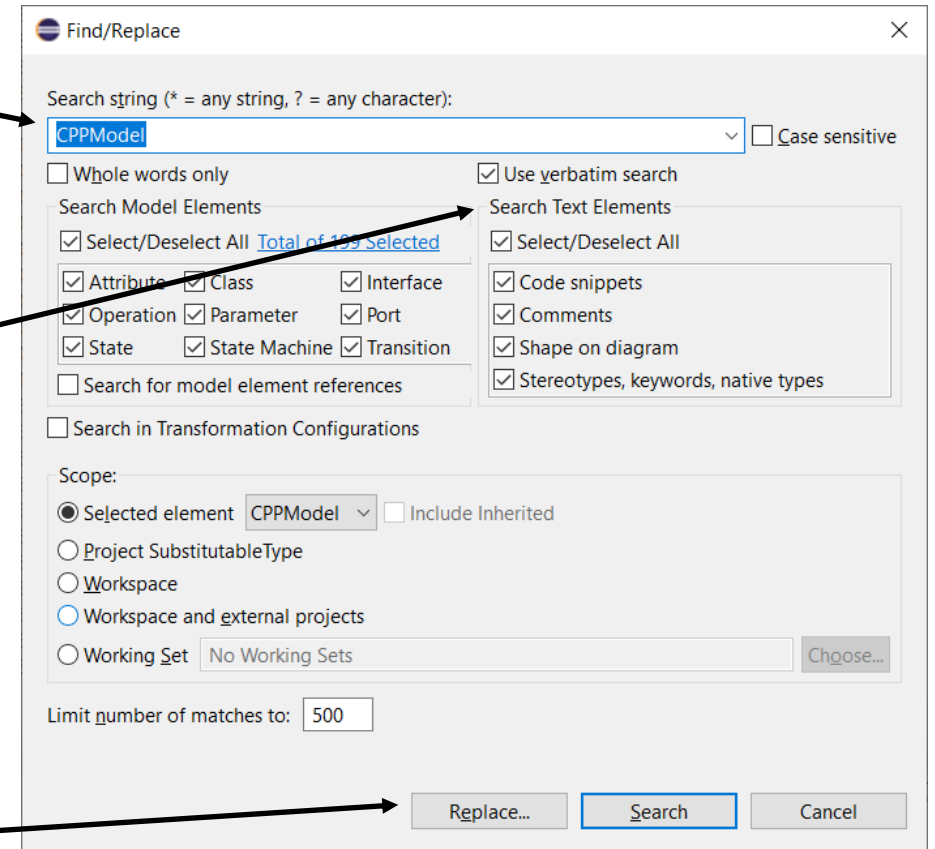 Find/Replace
Search string (* = any string, ? = any character):
CPPModel
Case sensitive
Whole words only
Use verbatim search
Search Model Elements
Search Text Elements
Select/Deselect All Total of 199 Selected
Select/Deselect All
Attribute Class Interface
Code snippets
Operation Parameter Port
Comments
State State Machine Transition
Shape on diagram
Search for model element references
Stereotypes, keywords, native types
Search in Transformation Configurations
Scope:
Selected element CPPModel Include Inherited
Project SubstitutableType
Workspace
Workspace and external projects
Working Set No Working Sets Choose...
Limit number of matches to: 500
Replace... Search Cancel